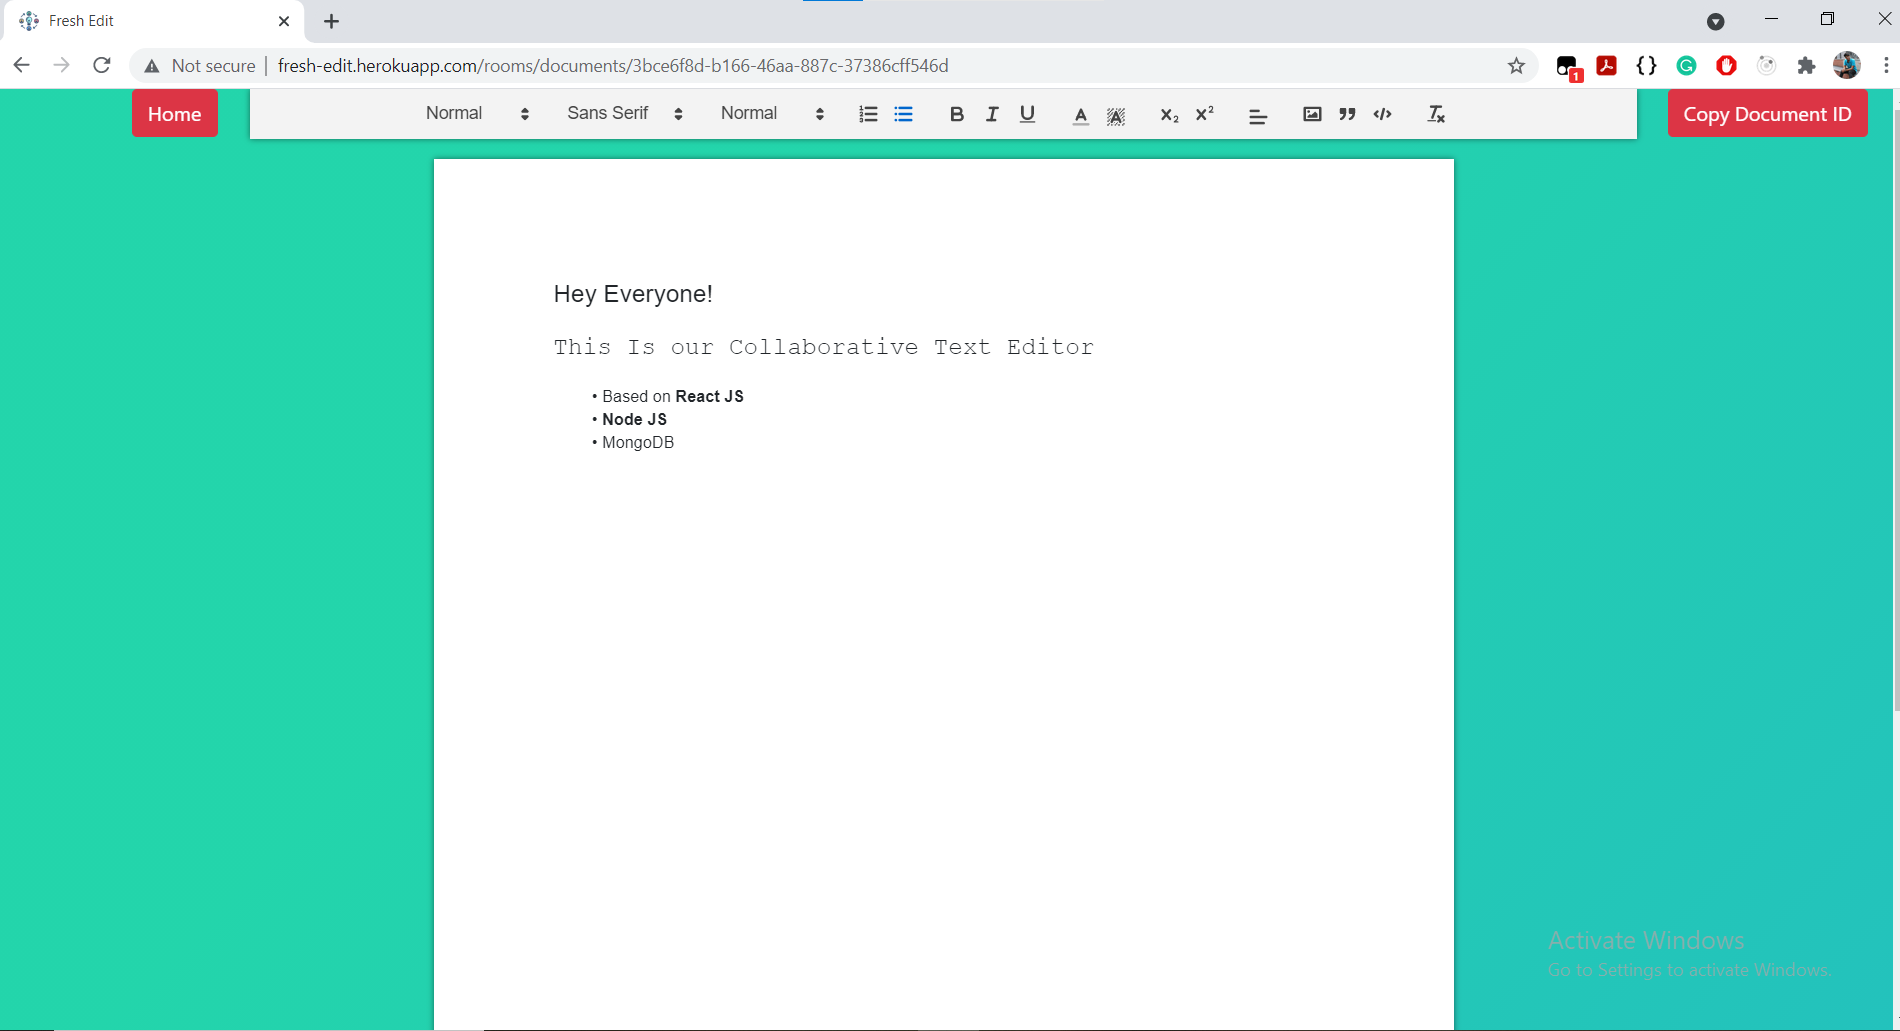 Fresh Edit
Not secure | fresh-edit.herokuapp.com/rooms/documents/3bce6f8d-b166-46aa-887c-37386cff546d
1
Home
Normal Sans Serif Normal
Copy Document ID
Hey Everyone!
This Is our Collaborative Text Editor
• Based on React JS
• Node JS
• MongoDB
Activate Windows
Go to Settings to activate Windows.